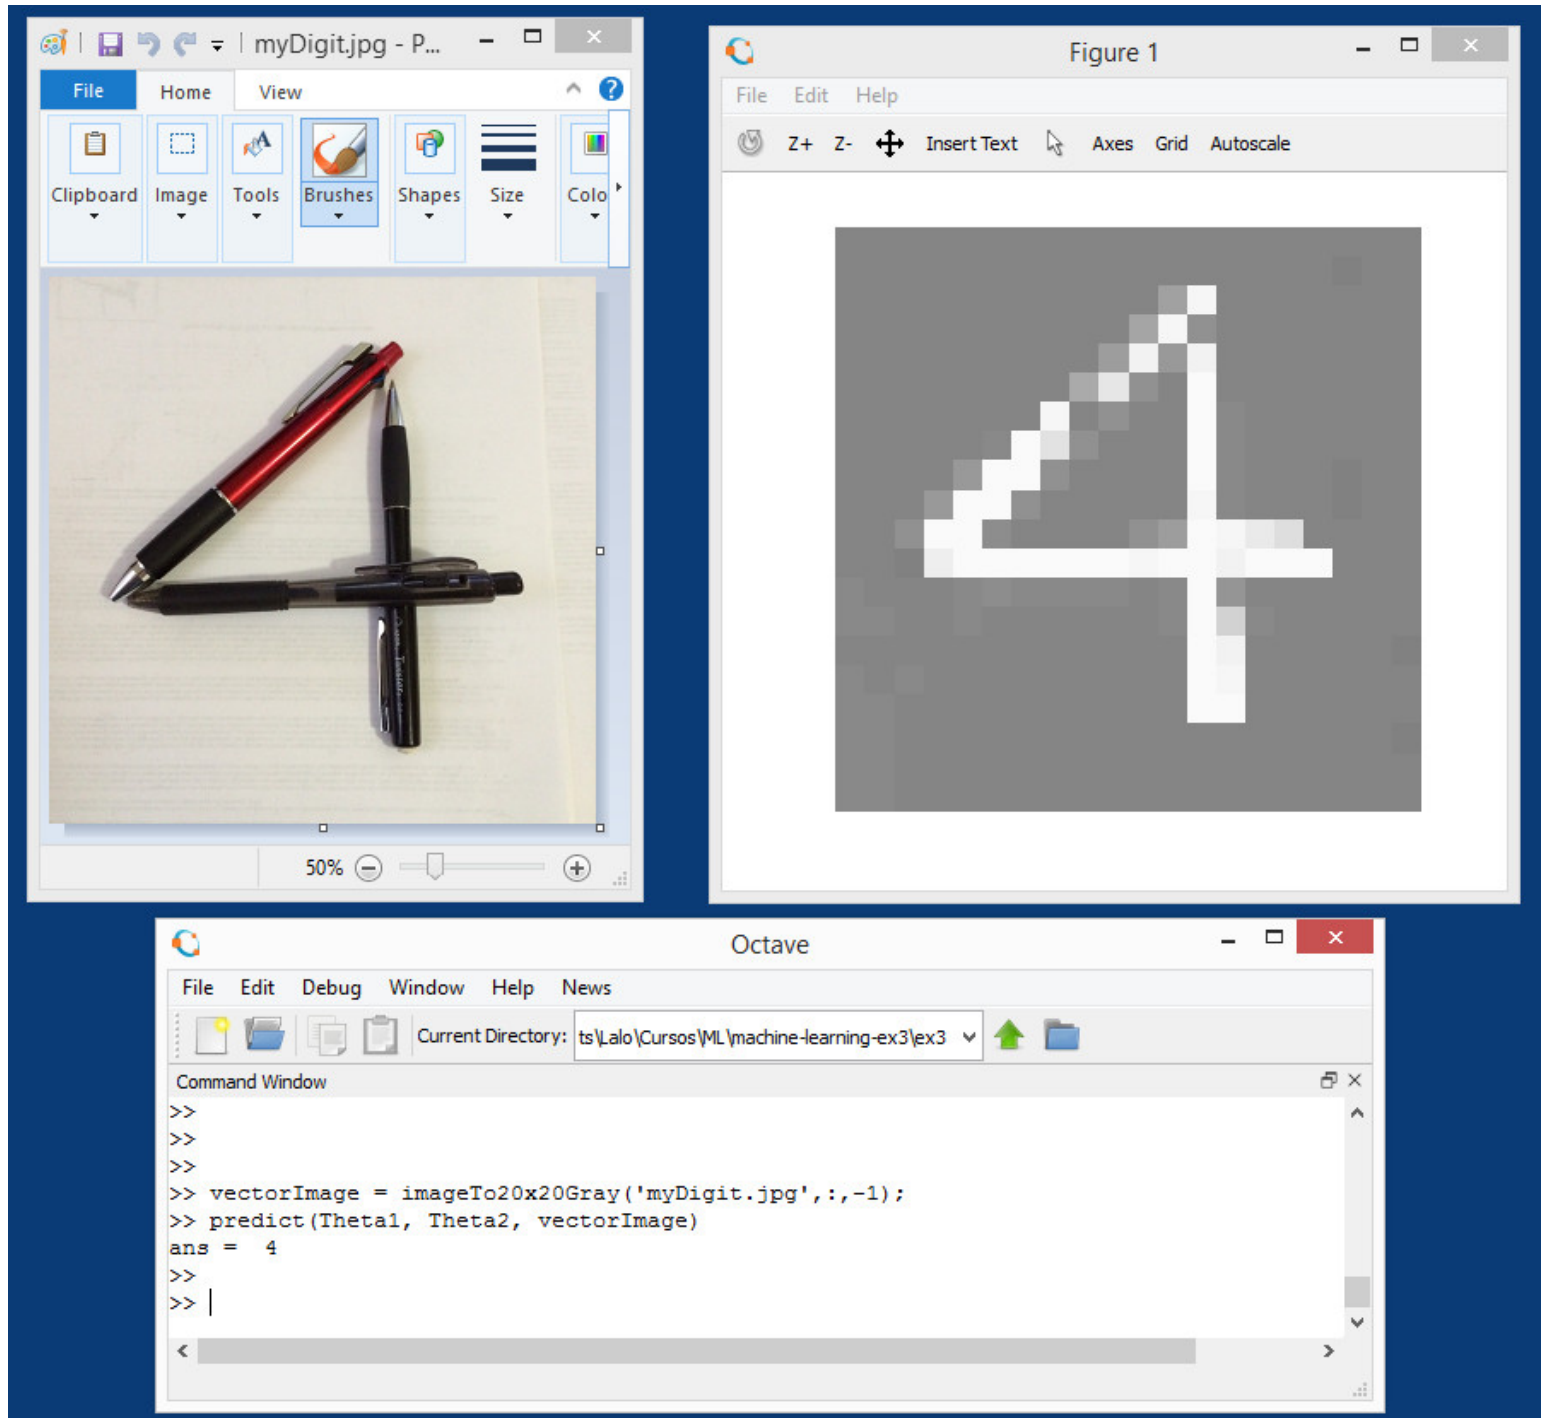 myDigit.jpg - P...
File Home View
Clipboard Image Tools Brushes Shapes Size Colo
50%
Figure 1
File Edit Help
Z+ Z- Insert Text Axes Grid Autoscale
Octave
File Edit Debug Window Help News
Current Directory: ts\Lalo\Cursos\ML\machine-learning-ex3\ex3
Command Window
>>
>>
>>
>> vectorImage = imageTo20x20Gray('myDigit.jpg',:,-1);
>> predict(Theta1, Theta2, vectorImage)
ans = 4
>>
>>